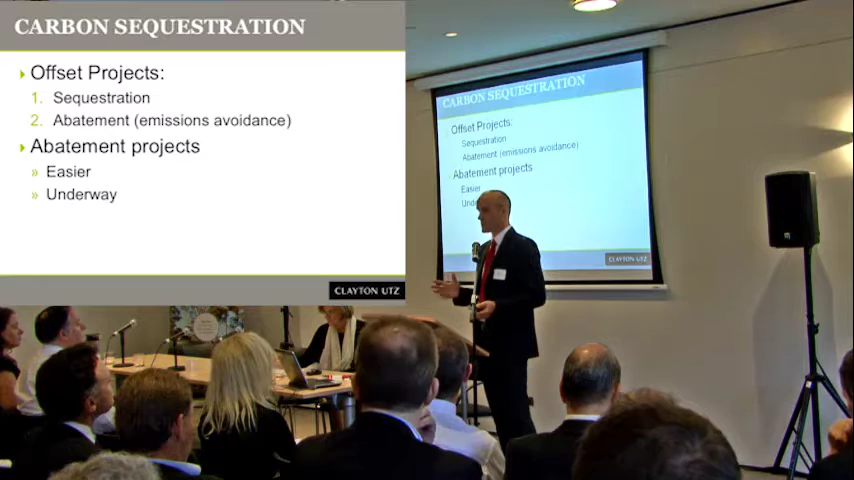 CARBON SEQUESTRATION
Offset Projects:
1. Sequestration
2. Abatement (emissions avoidance)
Abatement projects
» Easier
» Underway
CLAYTON UTZ
CARBON SEQUESTRATION
Offset Projects:
Sequestration
Abatement (emissions avoidance)
Abatement projects
Easier
CLAYTON UTZ